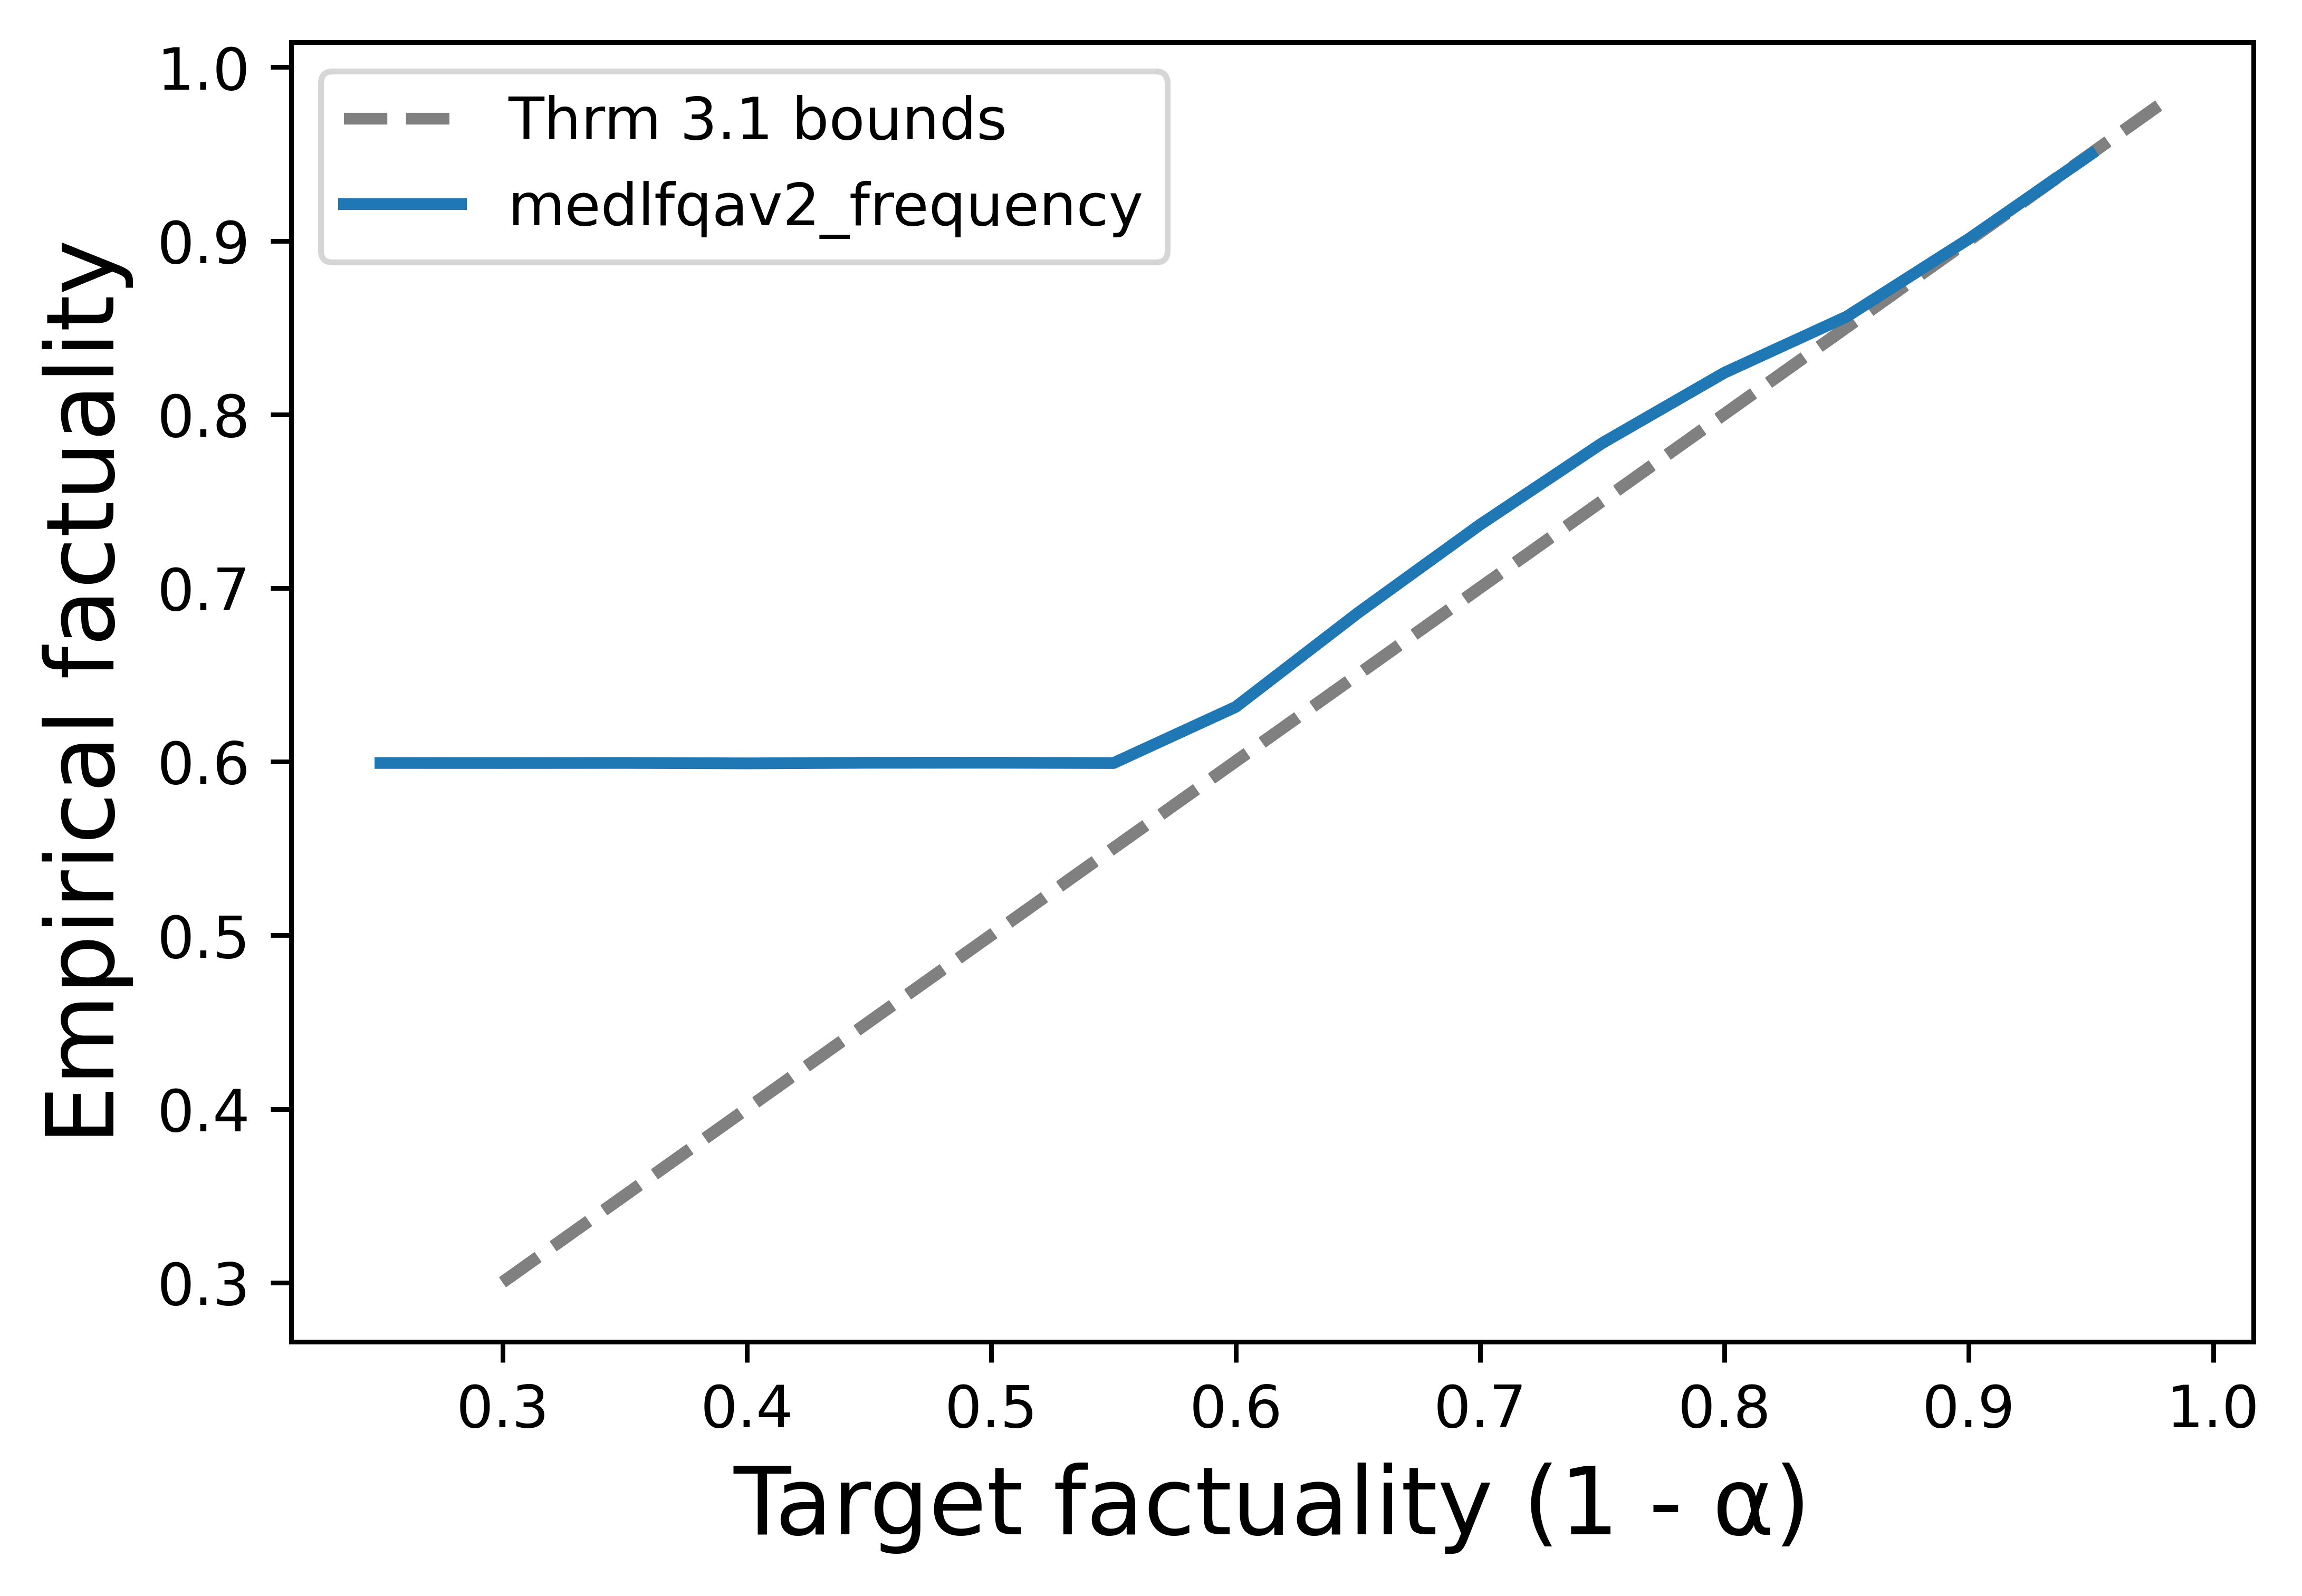 Thrm 3.1 bounds
medlfqav2_frequency
Empirical factuality
1.0
0.9
0.8
0.7
0.6
0.5
0.4
0.3
0.3 0.4 0.5 0.6 0.7 0.8 0.9 1.0
Target factuality (1 - α)